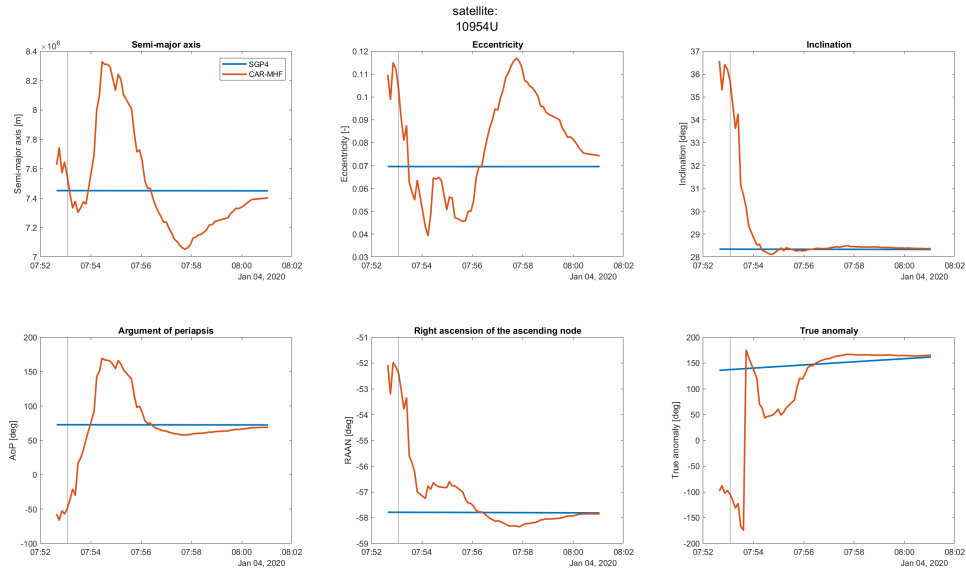 satellite:
10954U
Semi-major axis
× 10^6
8.4
8.2
8
7.8
7.6
7.4
7.2
7
Semi-major axis [m]
SGP4
CAR-MHF
07:52 07:54 07:56 07:58 08:00 08:02
Jan 04, 2020
Eccentricity
0.12
0.11
0.1
0.09
0.08
0.07
0.06
0.05
0.04
0.03
Eccentricity [-]
07:52 07:54 07:56 07:58 08:00 08:02
Jan 04, 2020
Inclination
37
36
35
34
33
32
31
30
29
28
Inclination [deg]
07:52 07:54 07:56 07:58 08:00 08:02
Jan 04, 2020
Argument of periapsis
200
150
100
50
0
-50
-100
AoP [deg]
07:52 07:54 07:56 07:58 08:00 08:02
Jan 04, 2020
Right ascension of the ascending node
-51
-52
-53
-54
-55
-56
-57
-58
-59
RAAN [deg]
07:52 07:54 07:56 07:58 08:00 08:02
Jan 04, 2020
True anomaly
200
150
100
50
0
-50
-100
-150
-200
True anomaly [deg]
07:52 07:54 07:56 07:58 08:00 08:02
Jan 04, 2020